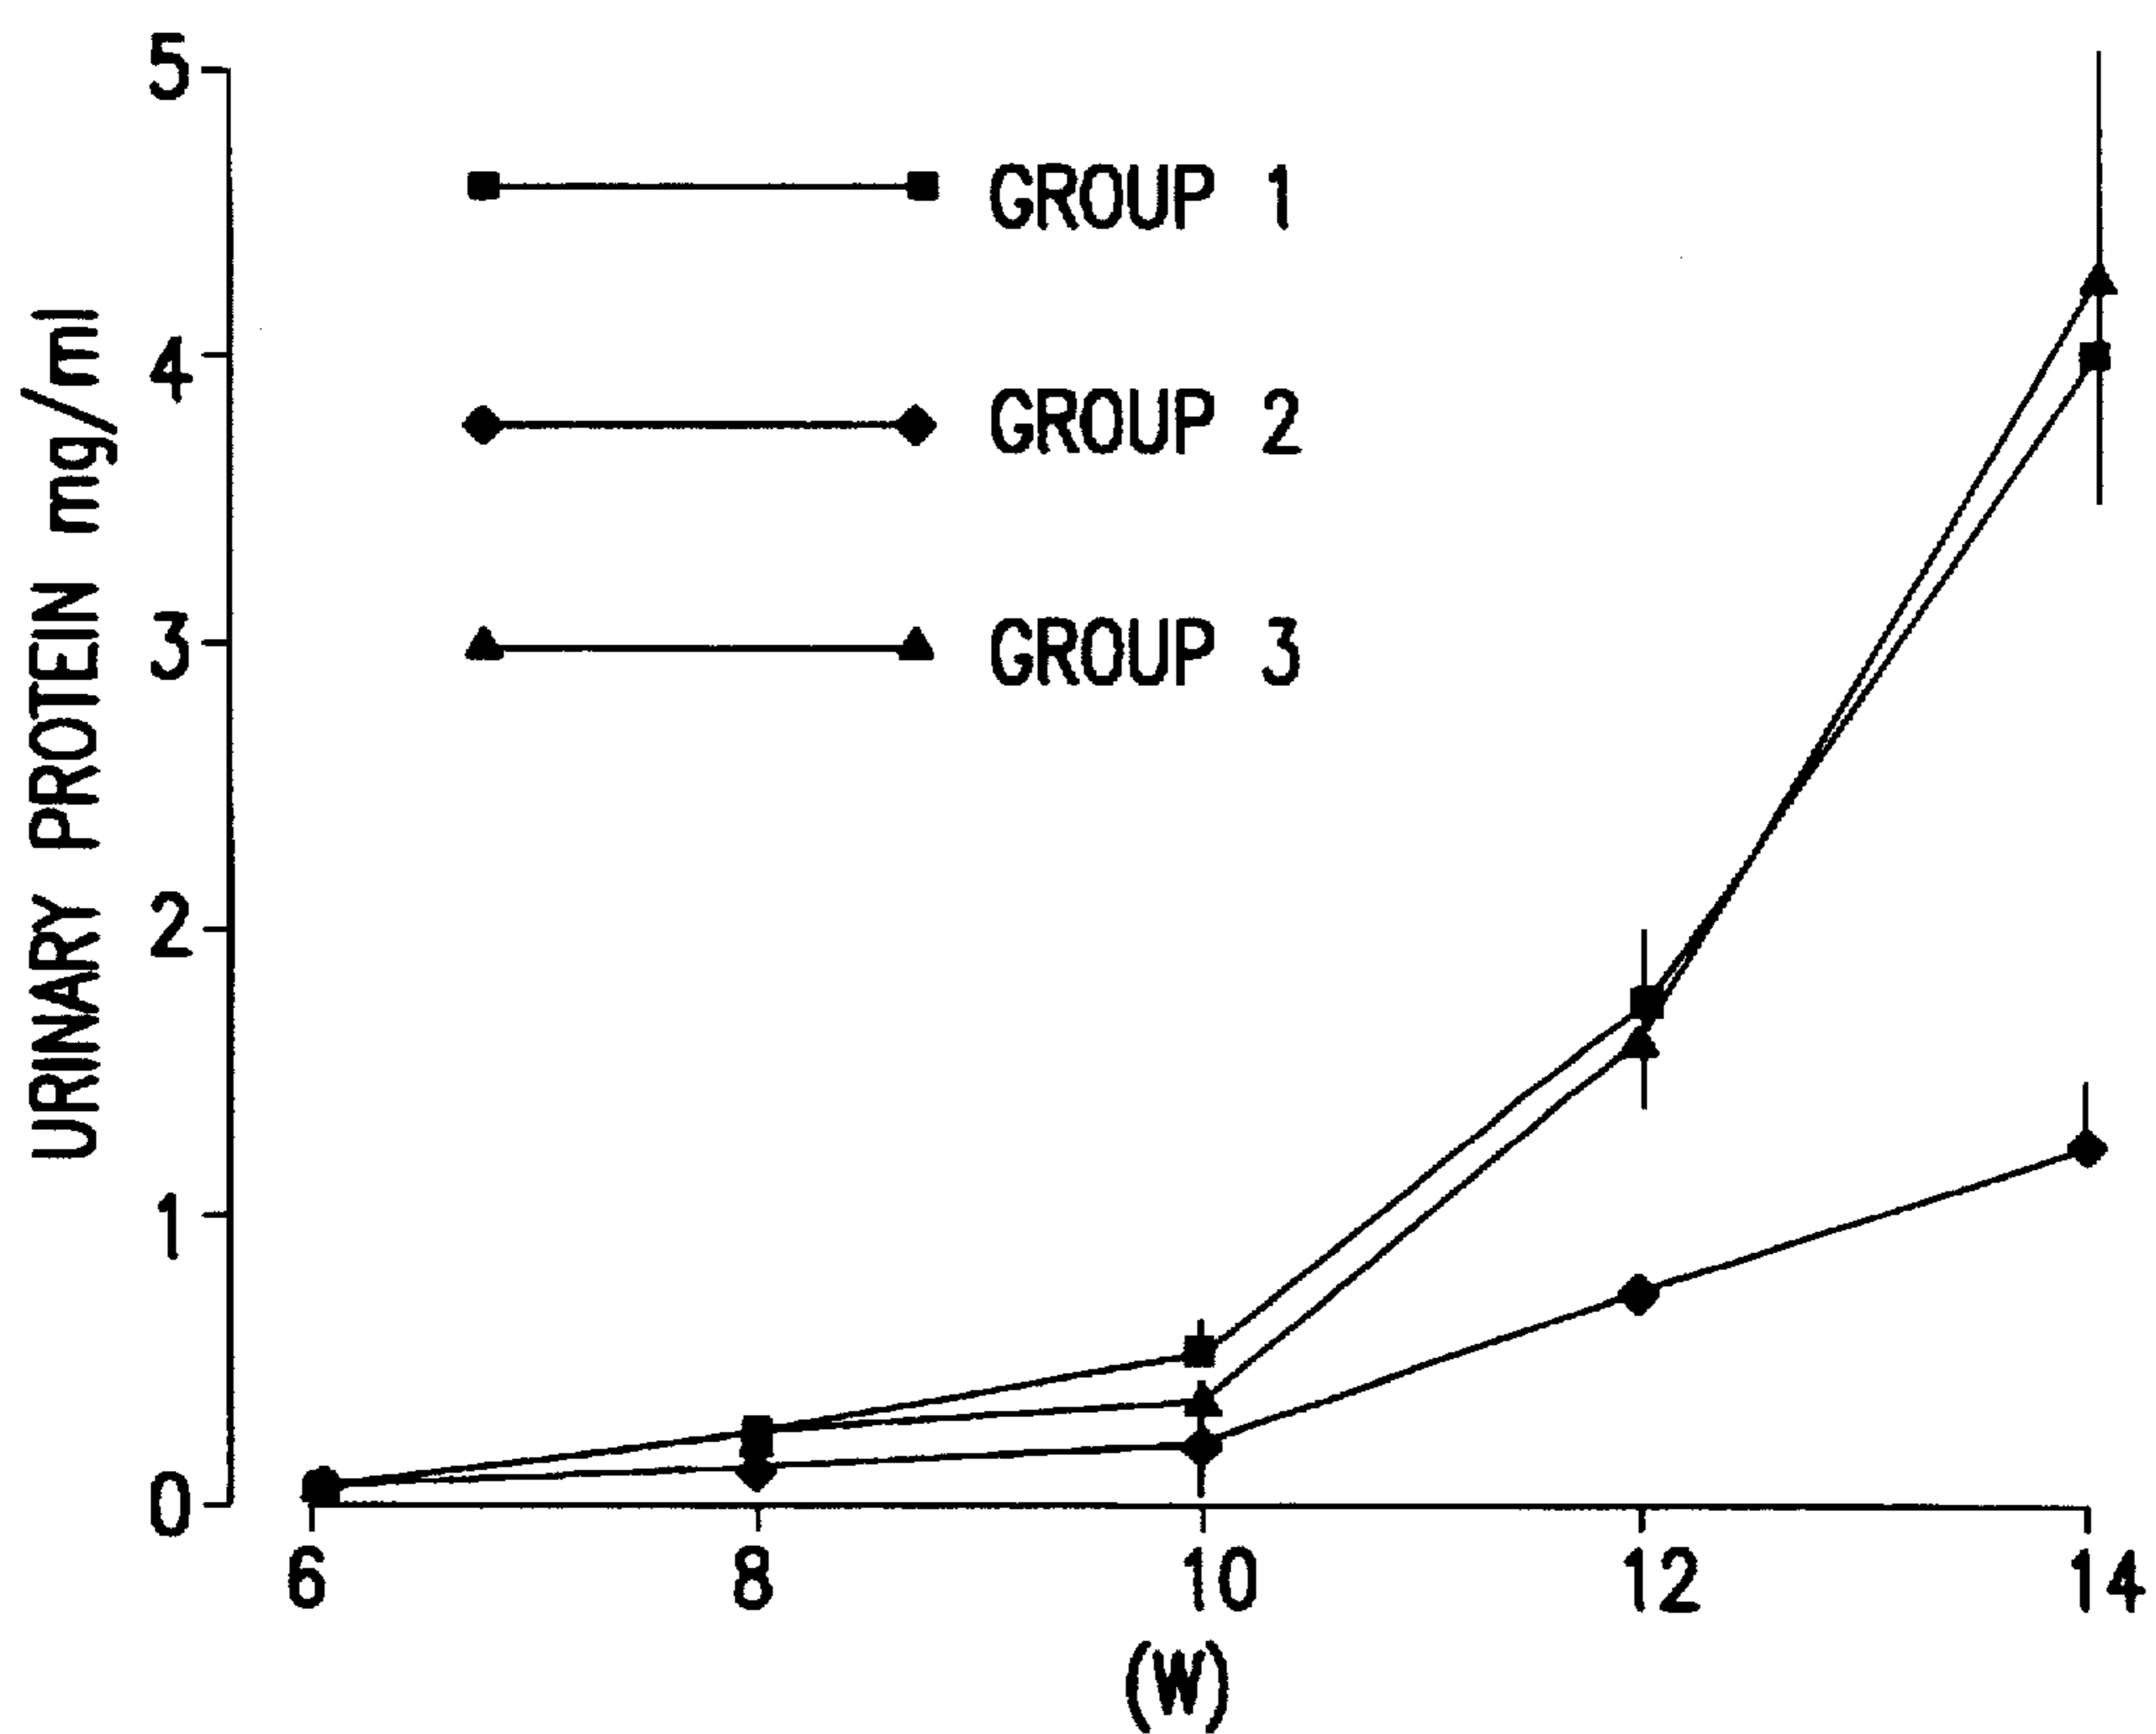 URINARY PROTEIN mg/ml
5
4
3
2
1
0
GROUP 1
GROUP 2
GROUP 3
6 8 10 12 14
(W)